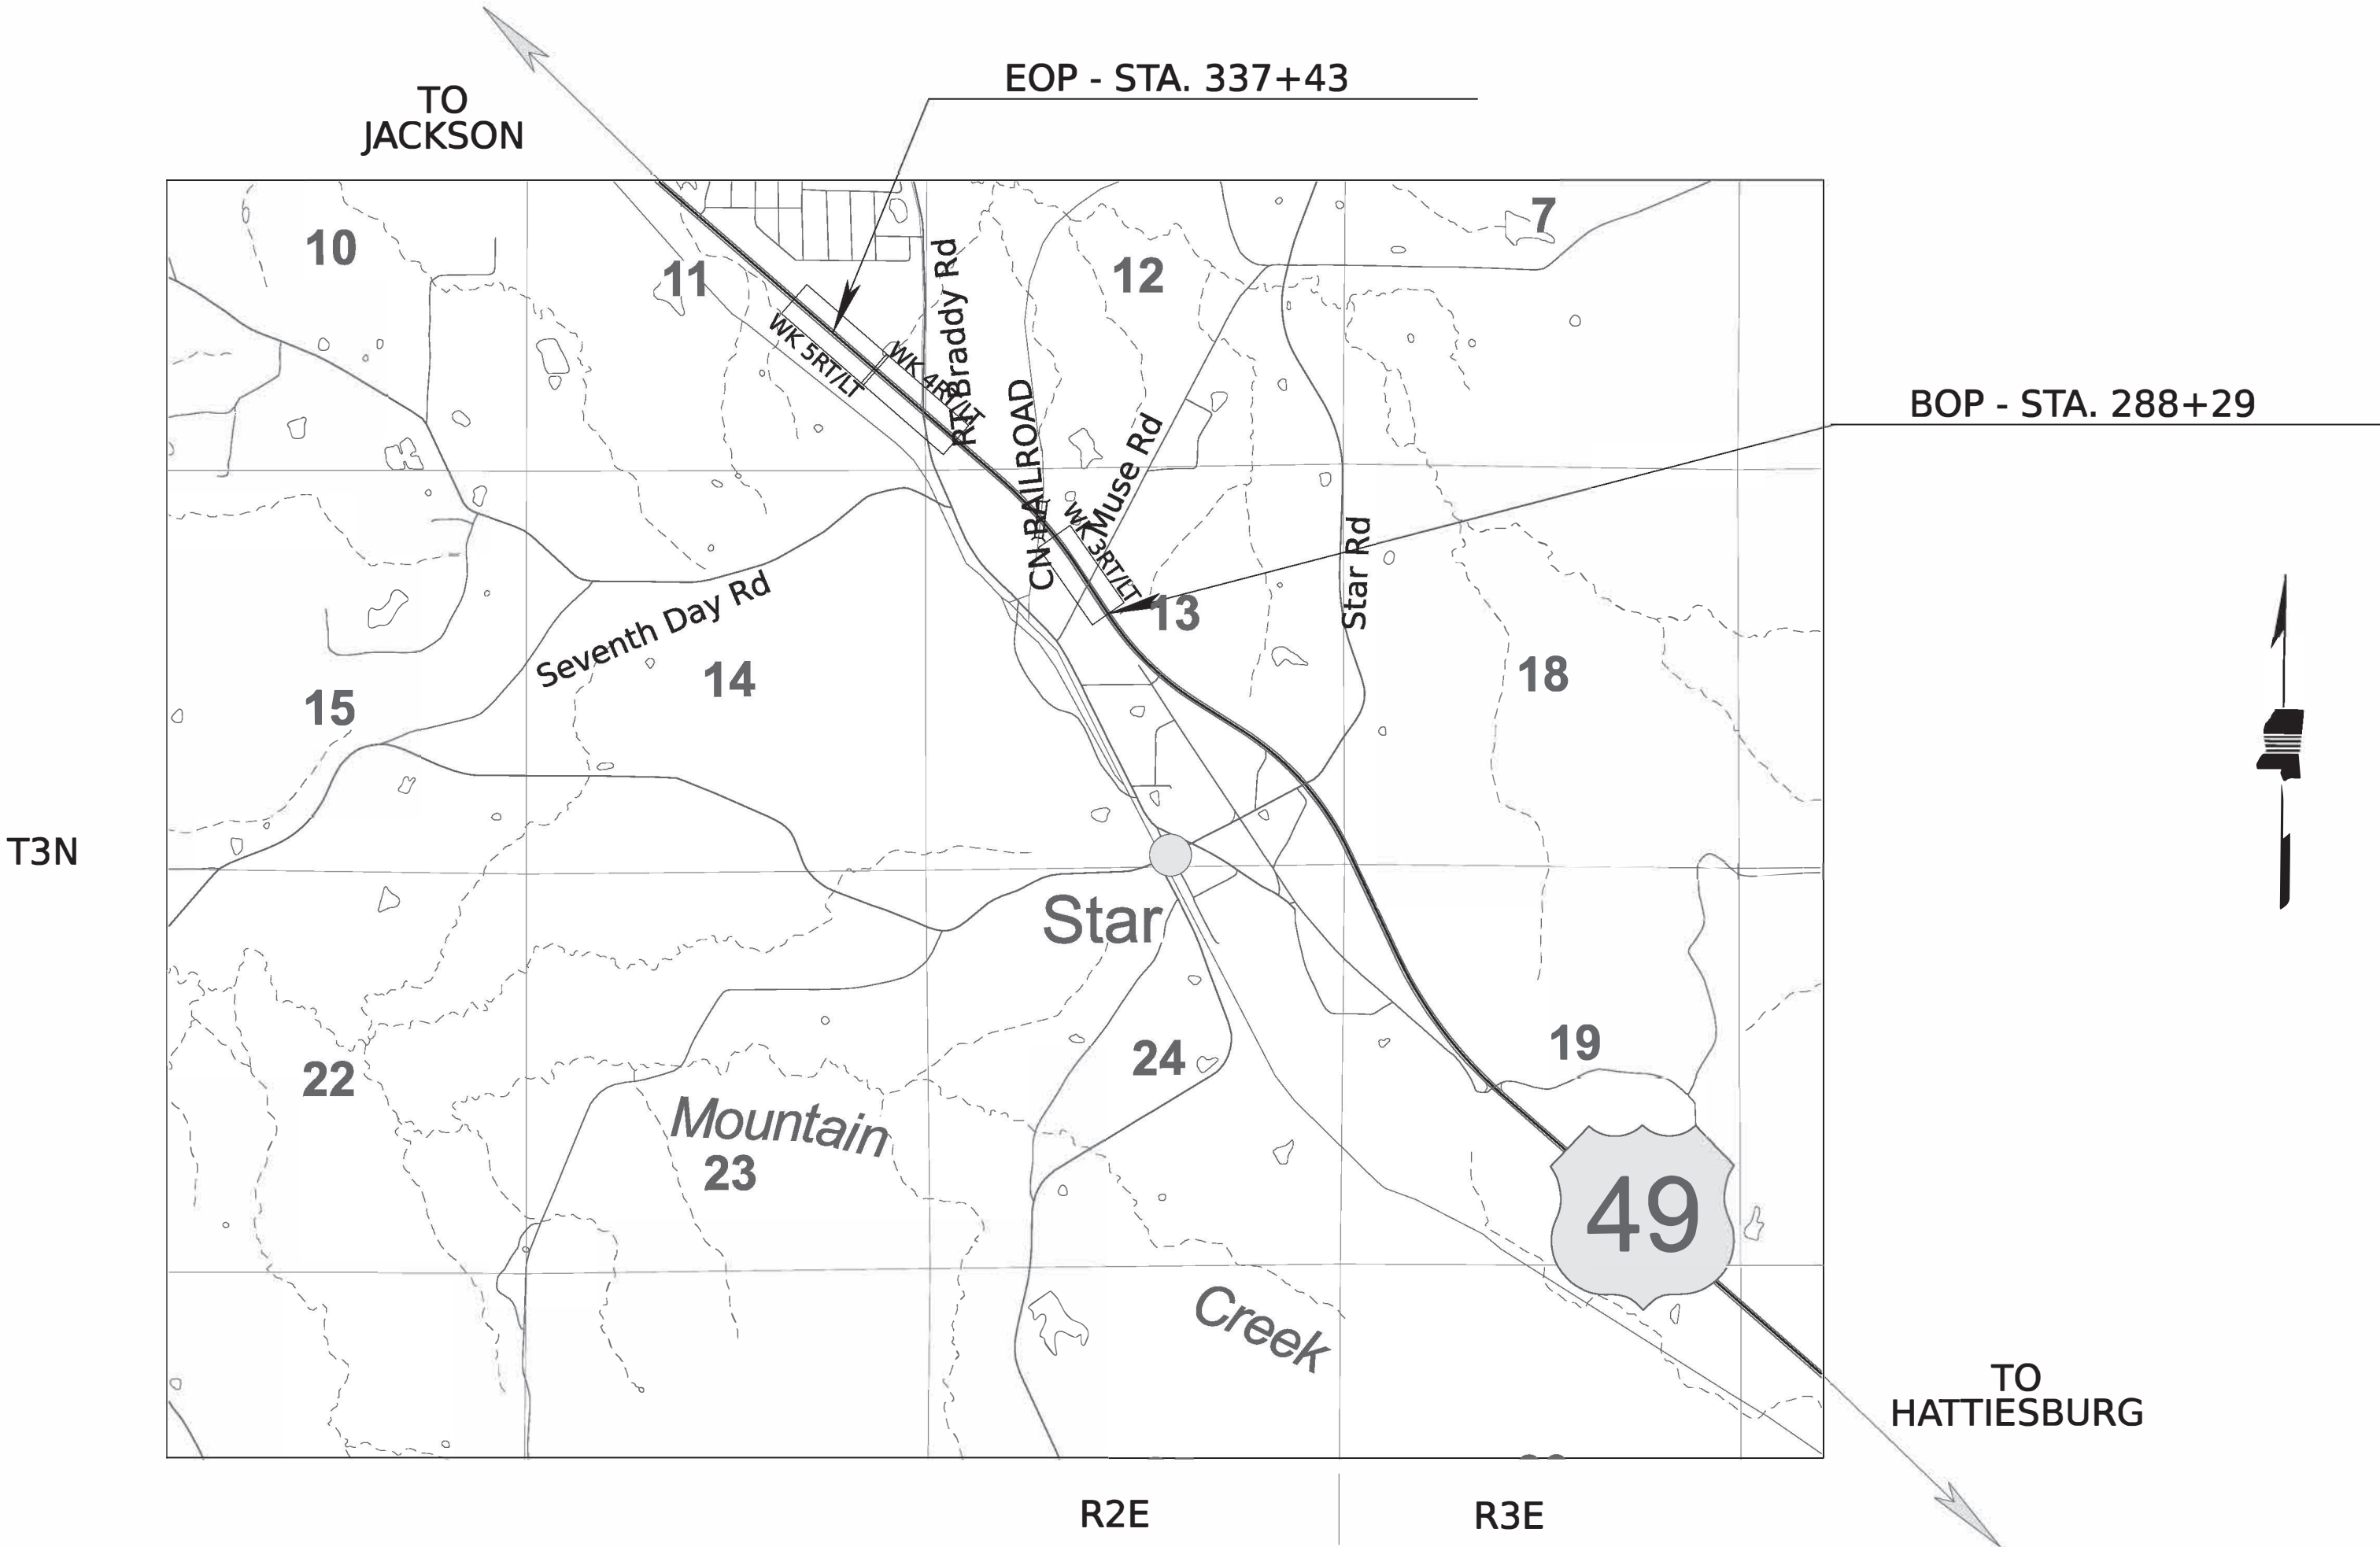 EOP - STA. 337+43
TO
JACKSON
10
11
12
7
RT Braddy Rd
WK 5RT/LT
WK 4RT/LT
CN RAILROAD
Muse Rd
WK 3RT/LT
BOP - STA. 288+29
Star Rd
13
Seventh Day Rd
14
15
18
T3N
Star
22
24
19
Mountain
23
49
Creek
TO
HATTIESBURG
R2E
R3E